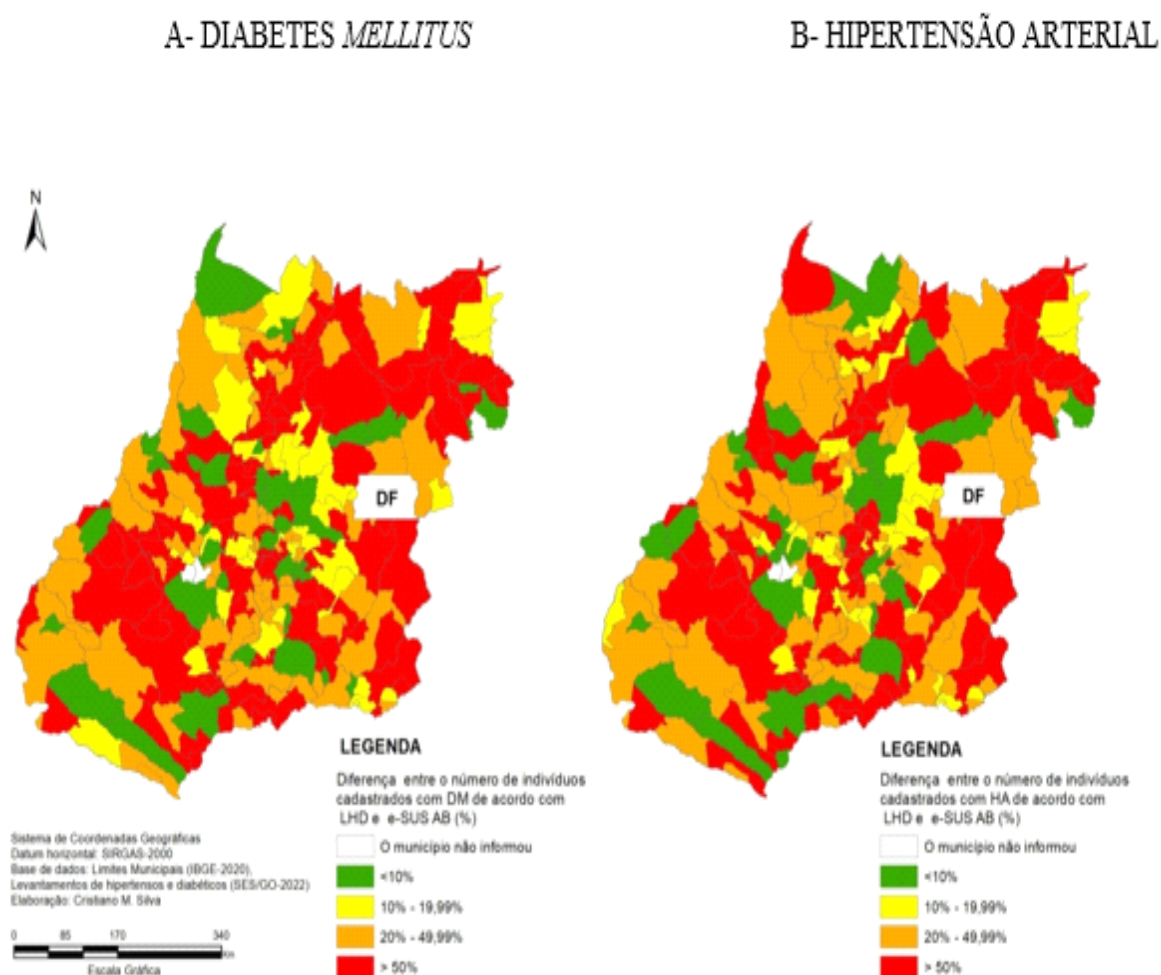 A- DIABETES MELLITUS
B- HIPERTENSÃO ARTERIAL
N
DF
DF
LEGENDA
Diferença entre o número de indivíduos
cadastrados com DM de acordo com
LHD e e-SUS AB (%)
O município não informou
<10%
10% - 19,99%
20% - 49,99%
> 50%
LEGENDA
Diferença entre o número de indivíduos
cadastrados com HA de acordo com
LHD e e-SUS AB (%)
O município não informou
<10%
10% - 19,99%
20% - 49,99%
> 50%
Sistema de Coordenadas Geográficas
Datum horizontal: SIRGAS-2000
Base de dados: Limites Municipais (IBGE-2020),
Levantamentos de hipertensos e diabéticos (SES/GO-2022)
Elaboração: Cristiano M. Silva
0 85 170 340
Km
Escala Gráfica